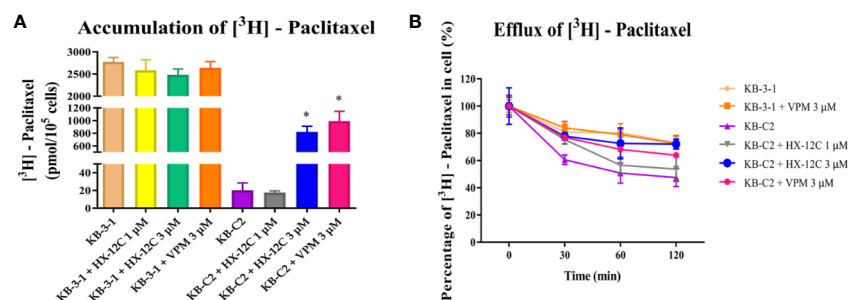 A
Accumulation of [³H] - Paclitaxel
[³H] - Paclitaxel
(pmol/10⁵ cells)
3000
2750
2500
2250
2000
1200
1000
800
600
400
60
40
20
0
*
*
KB-3-1
KB-3-1 + HX-12C 1 μM
KB-3-1 + HX-12C 3 μM
KB-3-1 + VPM 3 μM
KB-C2
KB-C2 + HX-12C 1 μM
KB-C2 + HX-12C 3 μM
KB-C2 + VPM 3 μM
B
Efflux of [³H] - Paclitaxel
Percentage of [³H] - Paclitaxel in cell (%)
120
100
80
60
40
20
0
0
30
60
120
Time (min)
KB-3-1
KB-3-1 + VPM 3 μM
KB-C2
KB-C2 + HX-12C 1 μM
KB-C2 + HX-12C 3 μM
KB-C2 + VPM 3 μM